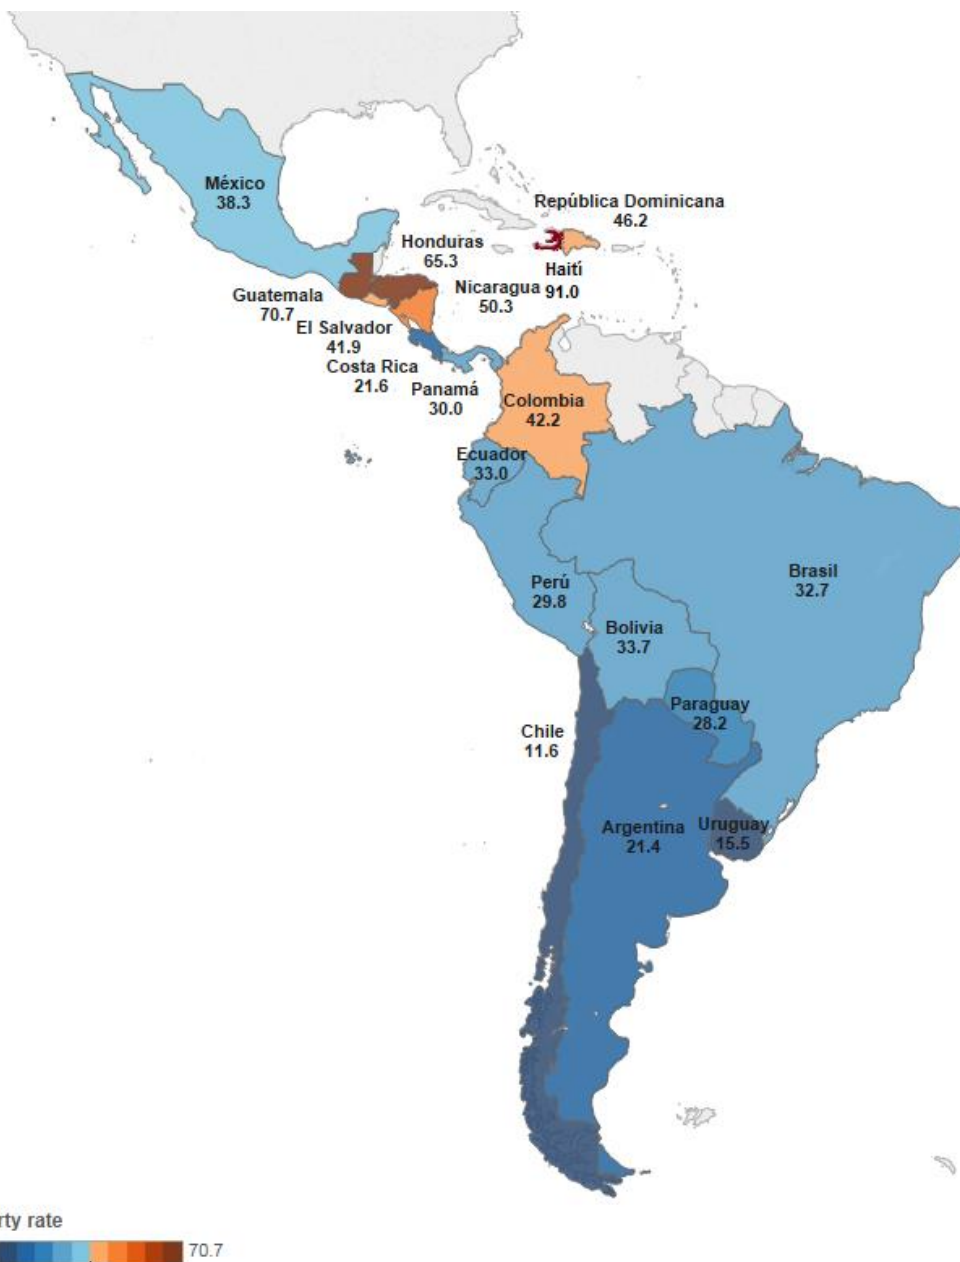 México
38.3
República Dominicana
46.2
Honduras
65.3
Haití
91.0
Nicaragua
50.3
Guatemala
70.7
El Salvador
41.9
Costa Rica
21.6
Panamá
30.0
Colombia
42.2
Ecuador
33.0
Brasil
32.7
Perú
29.8
Bolivia
33.7
Paraguay
28.2
Chile
11.6
Argentina
21.4
Uruguay
15.5
rty rate
70.7